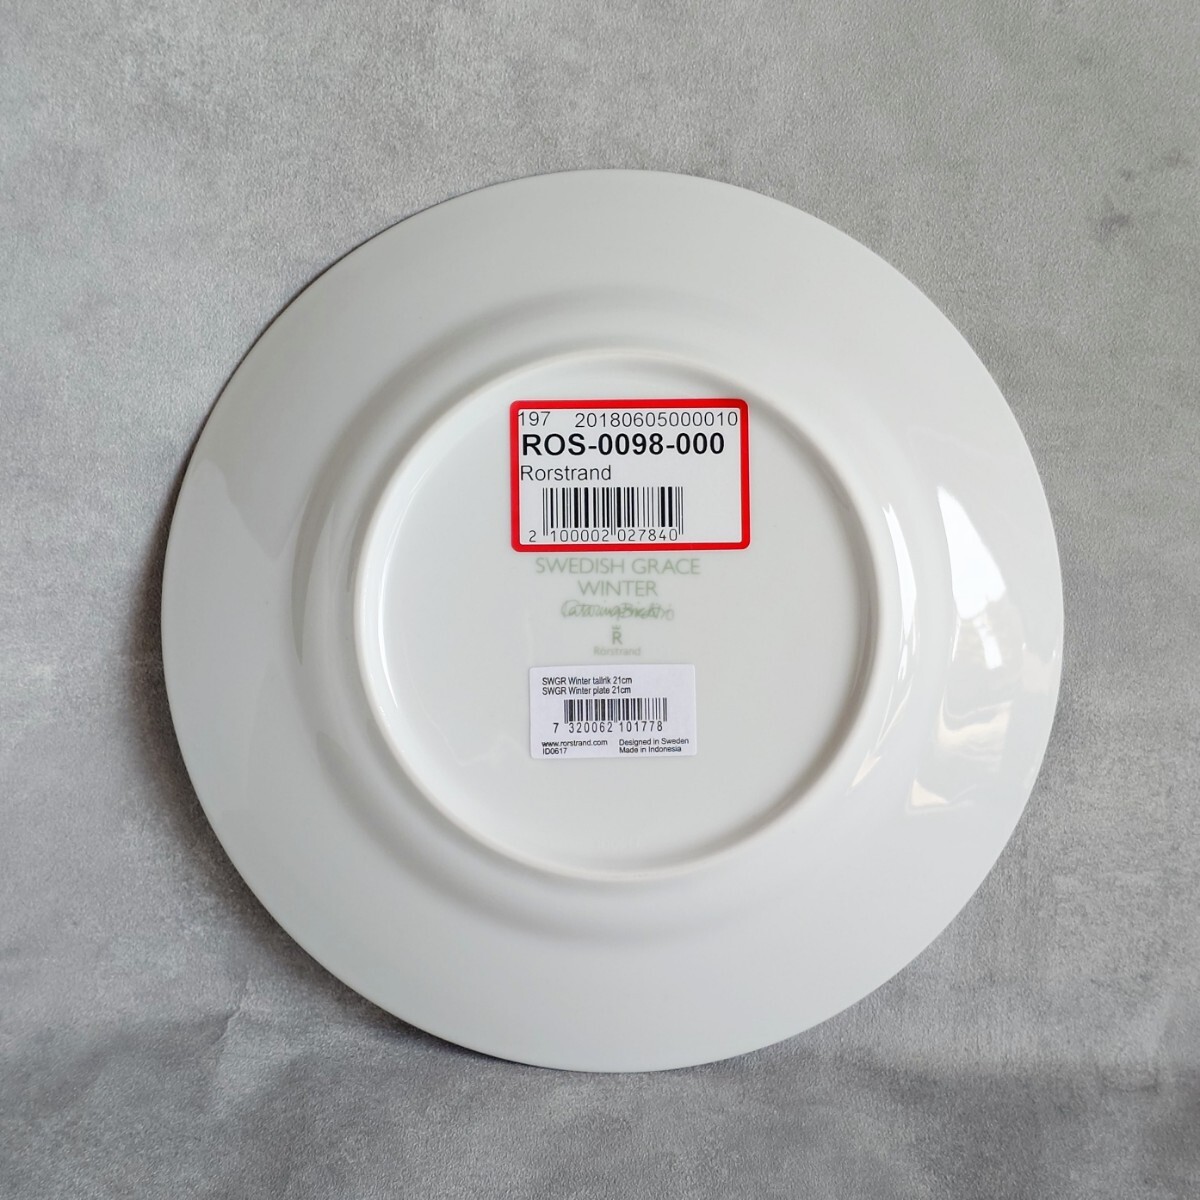 197 20180605000010
ROS-0098-000
Rorstrand
2 100002 027840
SWEDISH GRACE
WINTER
R
Rörstrand
SWGR Winter tallrik 21cm
SWGR Winter plate 21cm
7 320062 101778
www.rorstrand.com Designed in Sweden
ID0617 Made in Indonesia